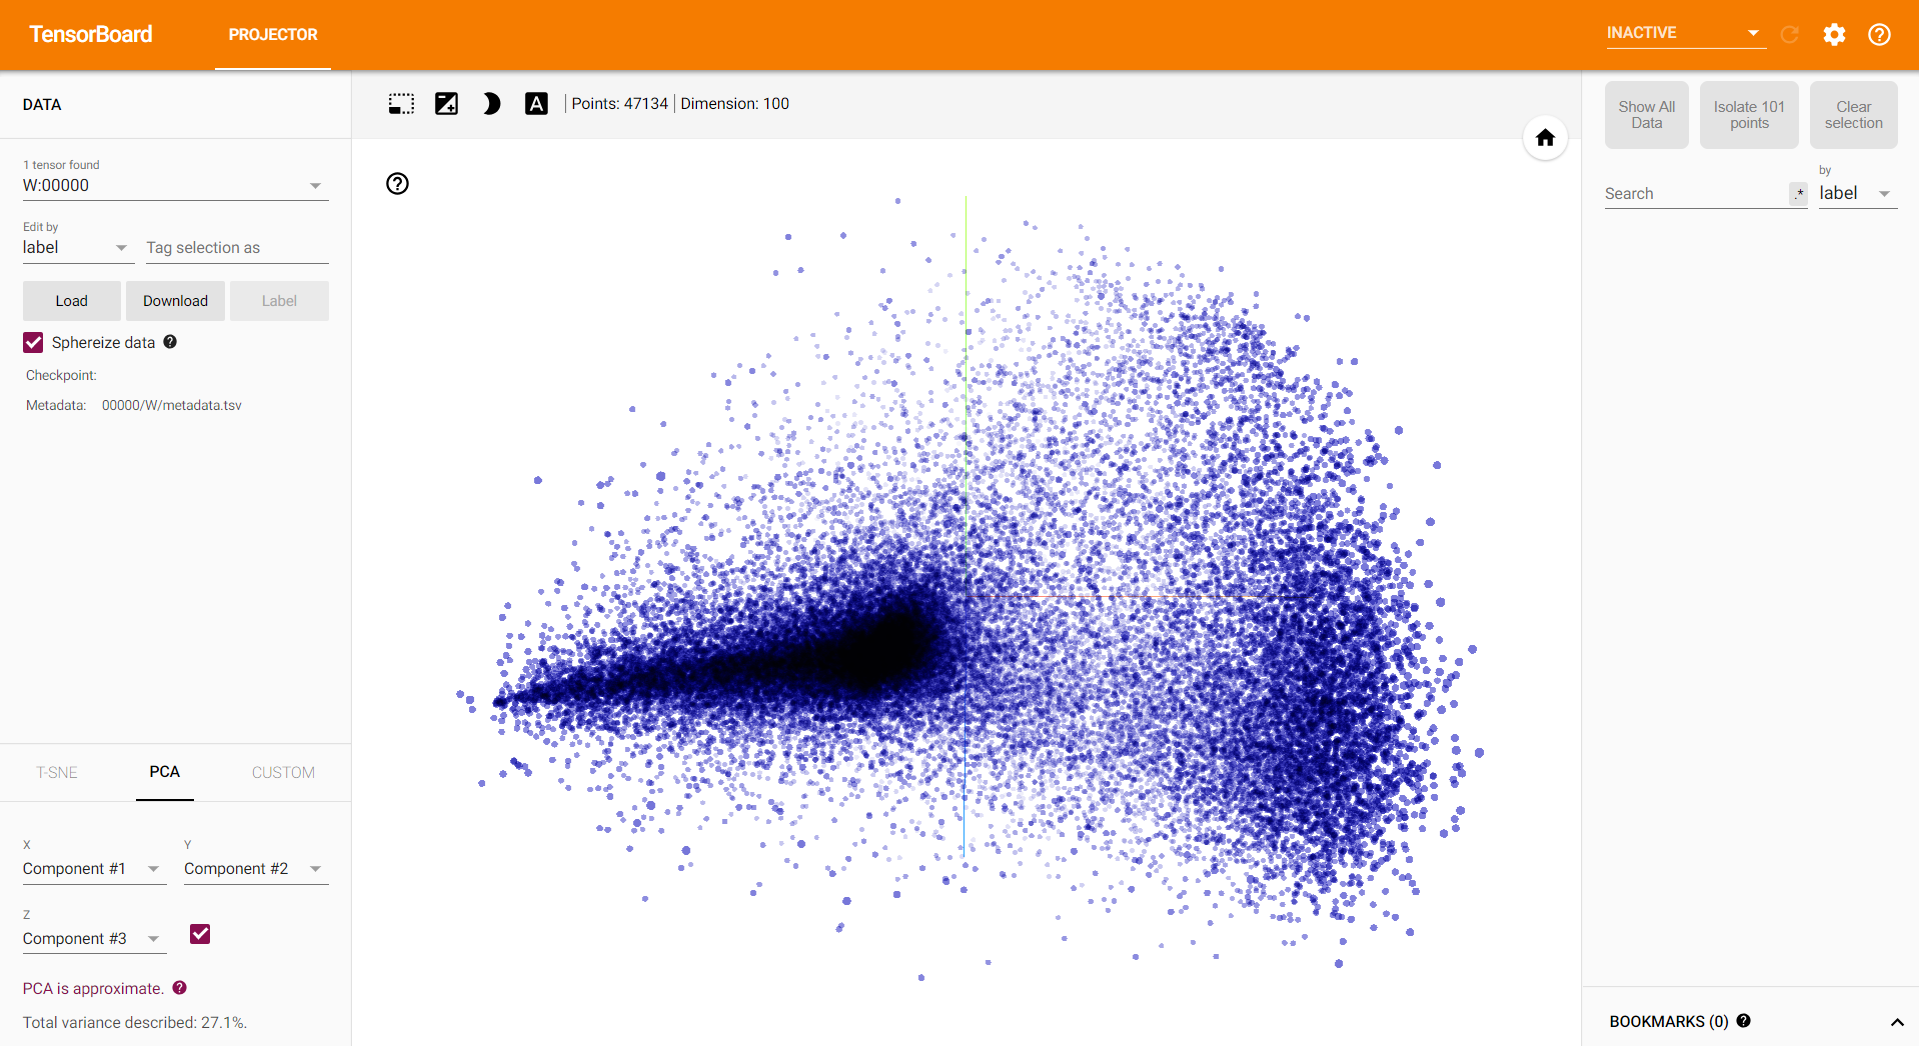 TensorBoard
PROJECTOR
INACTIVE
DATA
1 tensor found
W:00000
Edit by
label
Tag selection as
Load
Download
Label
Sphereize data
Checkpoint:
Metadata: 00000/W/metadata.tsv
T-SNE
PCA
CUSTOM
X
Component #1
Y
Component #2
Z
Component #3
PCA is approximate.
Total variance described: 27.1%.
A
Points: 47134
Dimension: 100
Show All
Data
Isolate 101
points
Clear
selection
Search
.*
by
label
BOOKMARKS (0)